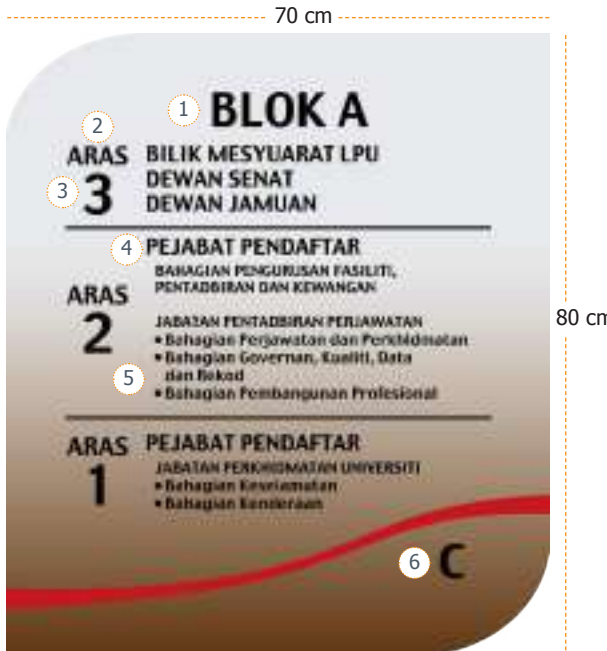 70 cm
1 BLOK A
2
ARAS BILIK MESYUARAT LPU
3 3 DEWAN SENAT
DEWAN JAMUAN
4 PEJABAT PENDAFTAR
BAHAGIAN PENGURUSAN FASILITI,
ARAS PENTADBIRAN DAN KEWANGAN
2
JABATAN PENTADBIRAN PERJAWATAN
• Bahagian Perjawatan dan Perkhidmatan
• Bahagian Governan, Kualiti, Data
5 dan Rekod
• Bahagian Pembangunan Profesional
80 cm
ARAS PEJABAT PENDAFTAR
1 JABATAN PERKHIDMATAN UNIVERSITI
• Bahagian Keselamatan
• Bahagian Kenderaan
6 C